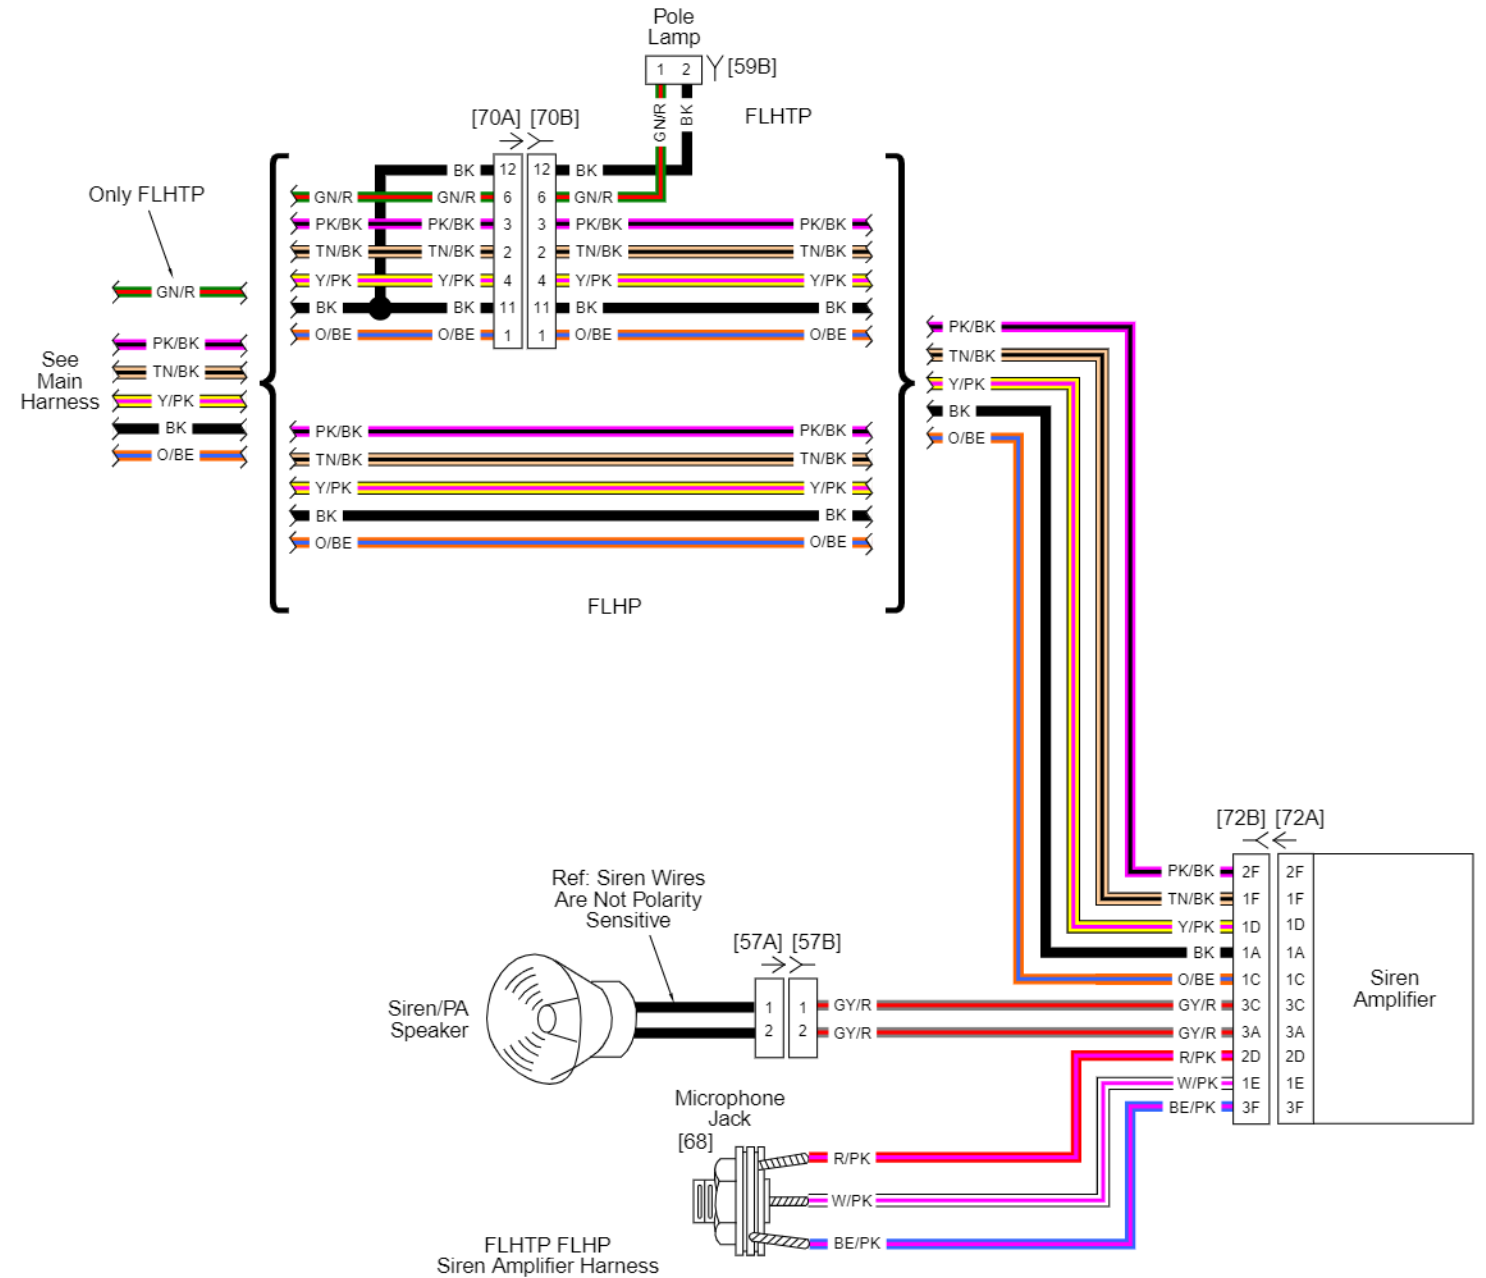 Pole
Lamp
1 2 [59B]
GN/R BK
FLHTP
[70A] [70B]
BK 12 12 BK
GN/R GN/R 6 6 GN/R
PK/BK PK/BK 3 3 PK/BK PK/BK
TN/BK TN/BK 2 2 TN/BK TN/BK
Y/PK Y/PK 4 4 Y/PK Y/PK
BK BK 11 11 BK BK
O/BE O/BE 1 1 O/BE O/BE
Only FLHTP
GN/R
See
Main
Harness
PK/BK
TN/BK
Y/PK
BK
O/BE
PK/BK PK/BK
TN/BK TN/BK
Y/PK Y/PK
BK BK
O/BE O/BE
FLHP
PK/BK
TN/BK
Y/PK
BK
O/BE
[72B] [72A]
PK/BK 2F 2F
TN/BK 1F 1F
Y/PK 1D 1D
BK 1A 1A
O/BE 1C 1C
GY/R 3C 3C
GY/R 3A 3A
R/PK 2D 2D
W/PK 1E 1E
BE/PK 3F 3F
Siren
Amplifier
Ref: Siren Wires
Are Not Polarity
Sensitive
[57A] [57B]
1 1 GY/R
2 2 GY/R
Siren/PA
Speaker
Microphone
Jack
[68]
R/PK
W/PK
BE/PK
FLHTP FLHP
Siren Amplifier Harness